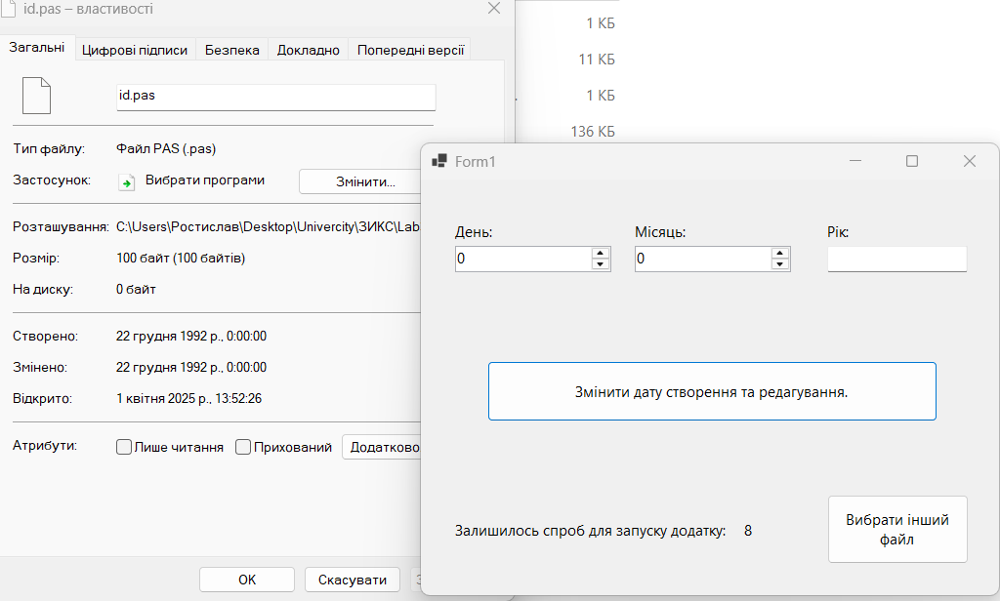 id.pas – властивості
Загальні
Цифрові підписи
Безпека
Докладно
Попередні версії
id.pas
Тип файлу: Файл PAS (.pas)
Застосунок: Вибрати програми
Змінити...
Розташування: C:\Users\Ростислав\Desktop\Univercity\ЗИКС\Lab
Розмір: 100 байт (100 байтів)
На диску: 0 байт
Створено: 22 грудня 1992 р., 0:00:00
Змінено: 22 грудня 1992 р., 0:00:00
Відкрито: 1 квітня 2025 р., 13:52:26
Атрибути: Лише читання Прихований Додатково
OK
Скасувати
1 КБ
11 КБ
1 КБ
136 КБ
Form1
День: Місяць: Рік:
0 0
Змінити дату створення та редагування.
Залишилось спроб для запуску додатку: 8
Вибрати інший
файл